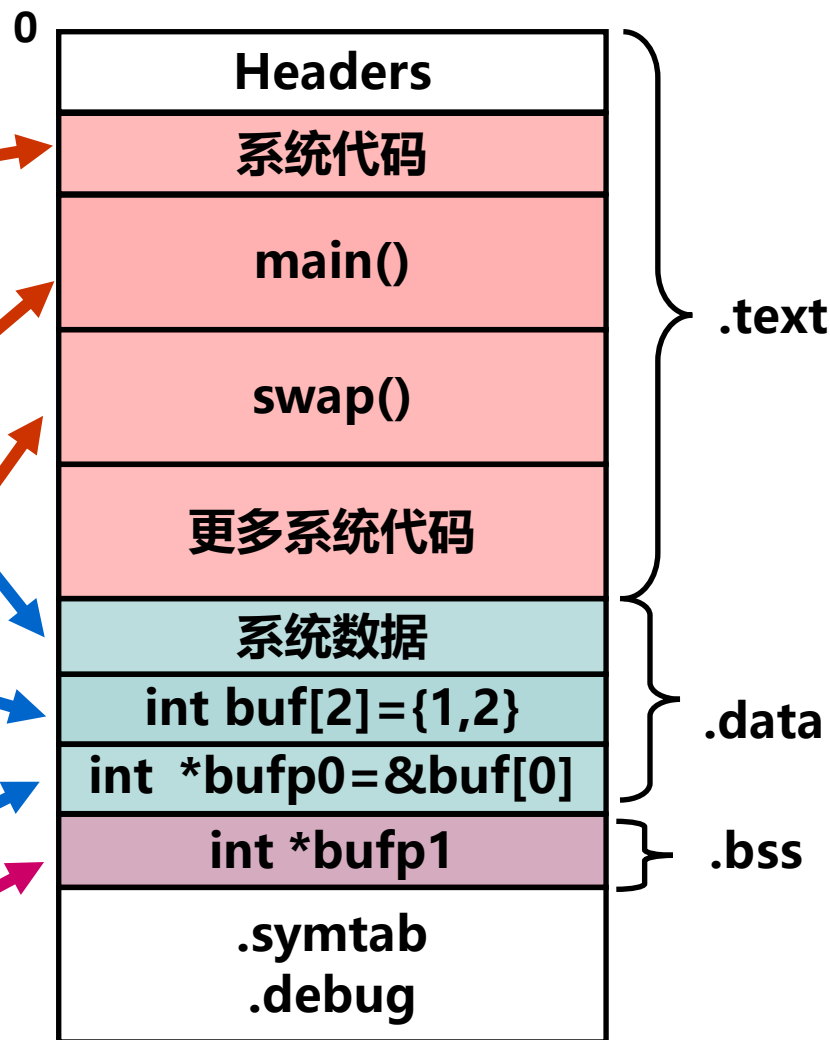 0
Headers
系统代码
main()
.text
swap()
更多系统代码
系统数据
int buf[2]={1,2}
.data
int *bufp0=&buf[0]
int *bufp1
.bss
.symtab
.debug